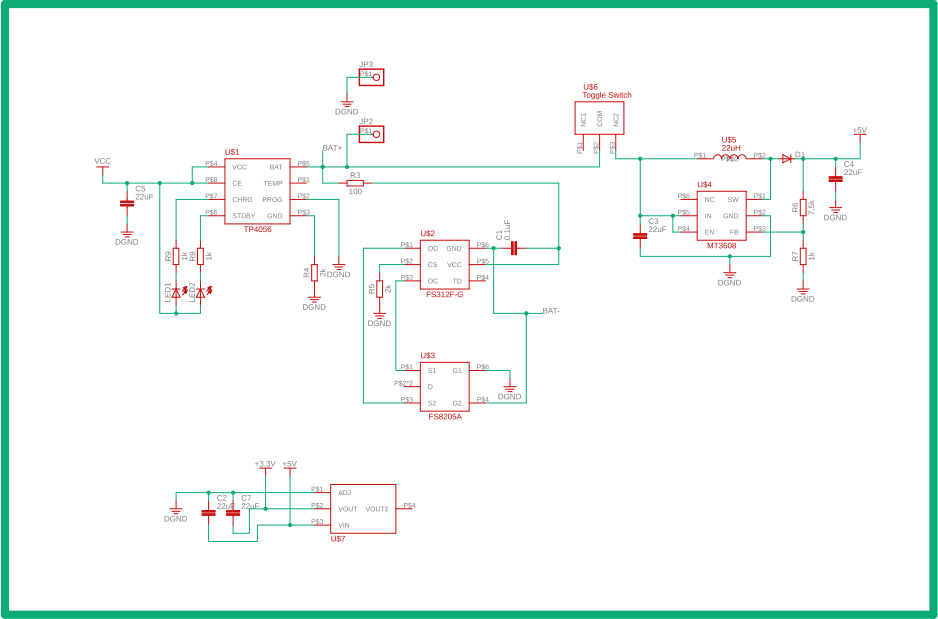 JP3
P$1
DGND
JP2
P$1
BAT+
U$6
Toggle Switch
NC1
COM
NC2
P$1
P$2
P$3
VCC
C5
22uF
DGND
U$1
P$4 VCC BAT P$5
P$8 CE TEMP P$1
P$7 CHRG PROG P$2
P$6 STDBY GND P$3
TP4056
R3
100
R9
1k
R8
1k
LED1
LED2
R4
2k
DGND
DGND
U$2
P$1 OD GND P$6
P$2 CS VCC P$5
P$3 OC TD P$4
FS312F-G
C1
0.1uF
R5
2k
DGND
BAT-
U$3
P$1 S1 G1 P$6
P$2*2 D
P$3 S2 G2 P$4
FS8205A
DGND
U$5
22uH
P$1
P$2
D1
+5V
C4
22uF
DGND
U$4
P$6 NC SW P$1
P$5 IN GND P$2
P$4 EN FB P$3
MT3608
C3
22uF
R6
7.5k
R7
1k
DGND
DGND
+3.3V
+5V
DGND
C2
22uF
C7
22uF
P$1 ADJ
P$2 VOUT VOUT2 P$4
P$3 VIN
U$7